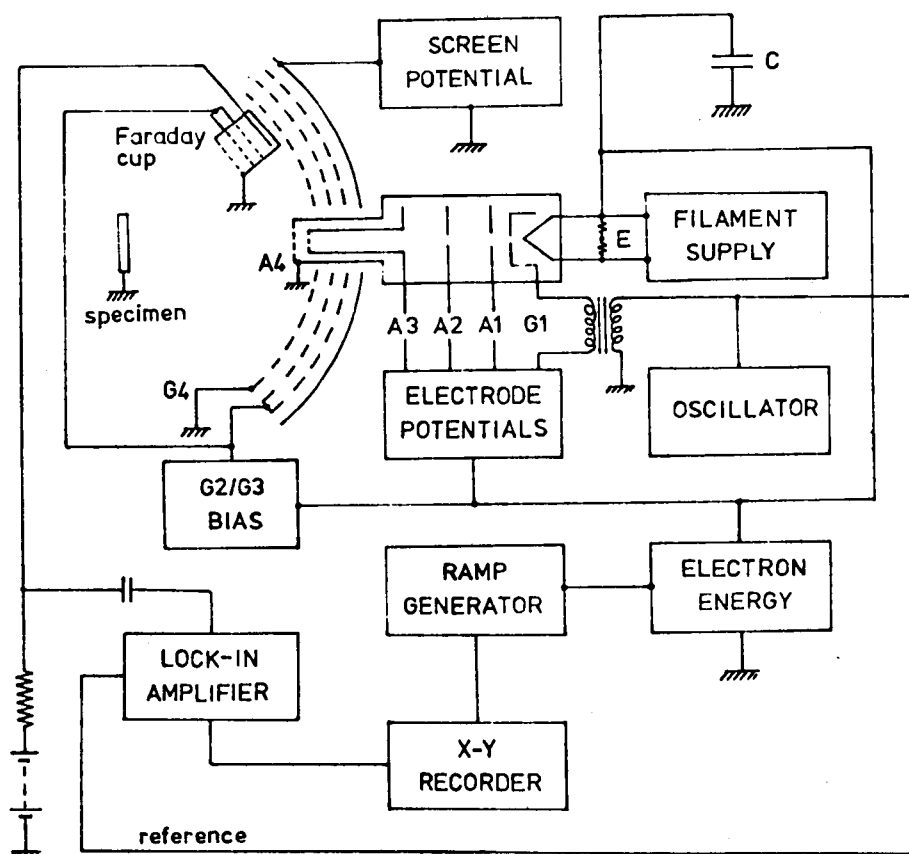 SCREEN
POTENTIAL
C
Faraday
cup
FILAMENT
SUPPLY
E
A4
specimen
A3
A2
A1
G1
G4
ELECTRODE
POTENTIALS
OSCILLATOR
G2/G3
BIAS
RAMP
GENERATOR
ELECTRON
ENERGY
LOCK-IN
AMPLIFIER
X-Y
RECORDER
reference